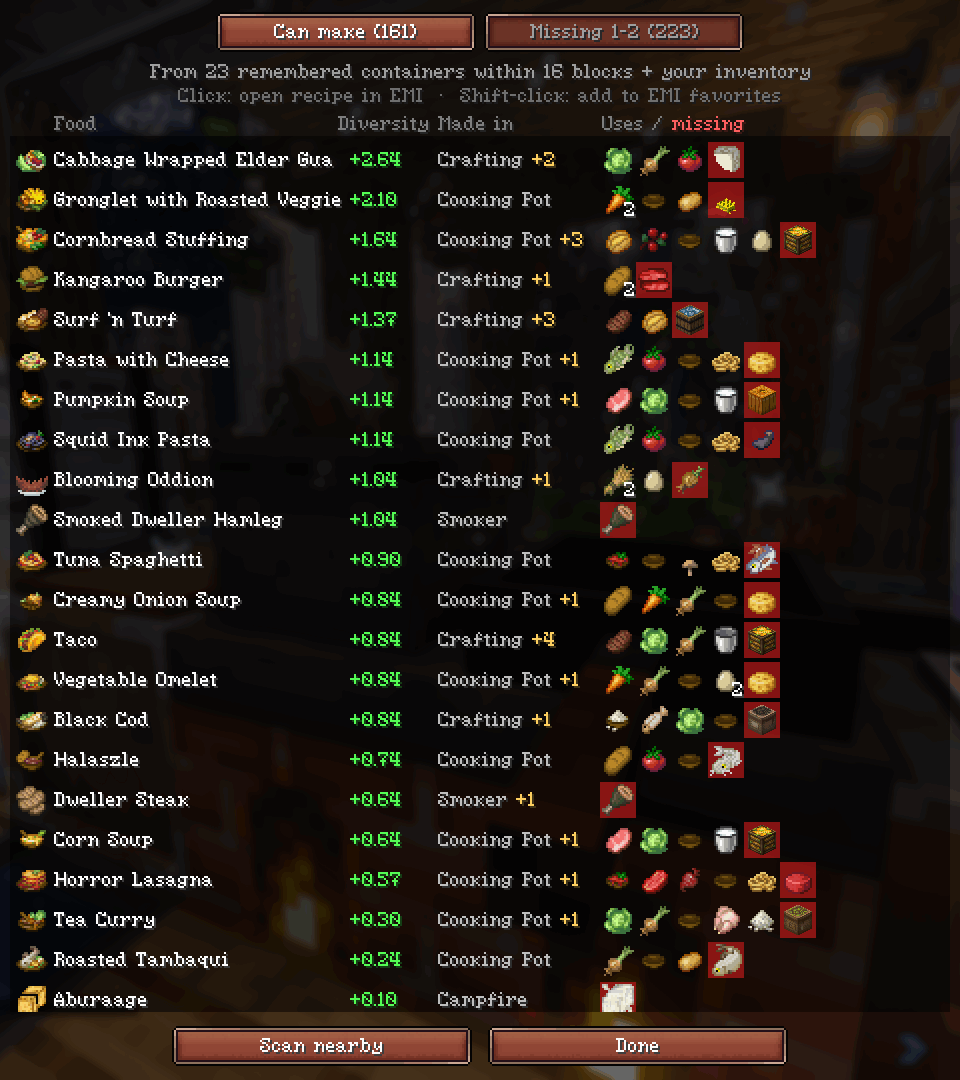 Can make (161) Missing 1-2 (223)
From 23 remembered containers within 16 blocks + your inventory
Click: open recipe in EMI · Shift-click: add to EMI favorites
Food Diversity Made in Uses / missing
Cabbage Wrapped Elder Gua +2.64 Crafting +2
Gronglet with Roasted Veggie +2.10 Cooking Pot 2
Cornbread Stuffing +1.64 Cooking Pot +3
Kangaroo Burger +1.44 Crafting +1 2
Surf 'n Turf +1.37 Crafting +3
Pasta with Cheese +1.14 Cooking Pot +1
Pumpkin Soup +1.14 Cooking Pot +1
Squid Ink Pasta +1.14 Cooking Pot
Blooming Oddion +1.04 Crafting +1 2
Smoked Dweller Hamleg +1.04 Smoker
Tuna Spaghetti +0.90 Cooking Pot
Creamy Onion Soup +0.84 Cooking Pot +1
Taco +0.84 Crafting +4
Vegetable Omelet +0.84 Cooking Pot +1 2
Black Cod +0.84 Crafting +1
Halaszle +0.74 Cooking Pot
Dweller Steak +0.64 Smoker +1
Corn Soup +0.64 Cooking Pot +1
Horror Lasagna +0.57 Cooking Pot +1
Tea Curry +0.30 Cooking Pot +1
Roasted Tambaqui +0.24 Cooking Pot
Aburaage +0.10 Campfire
Scan nearby Done